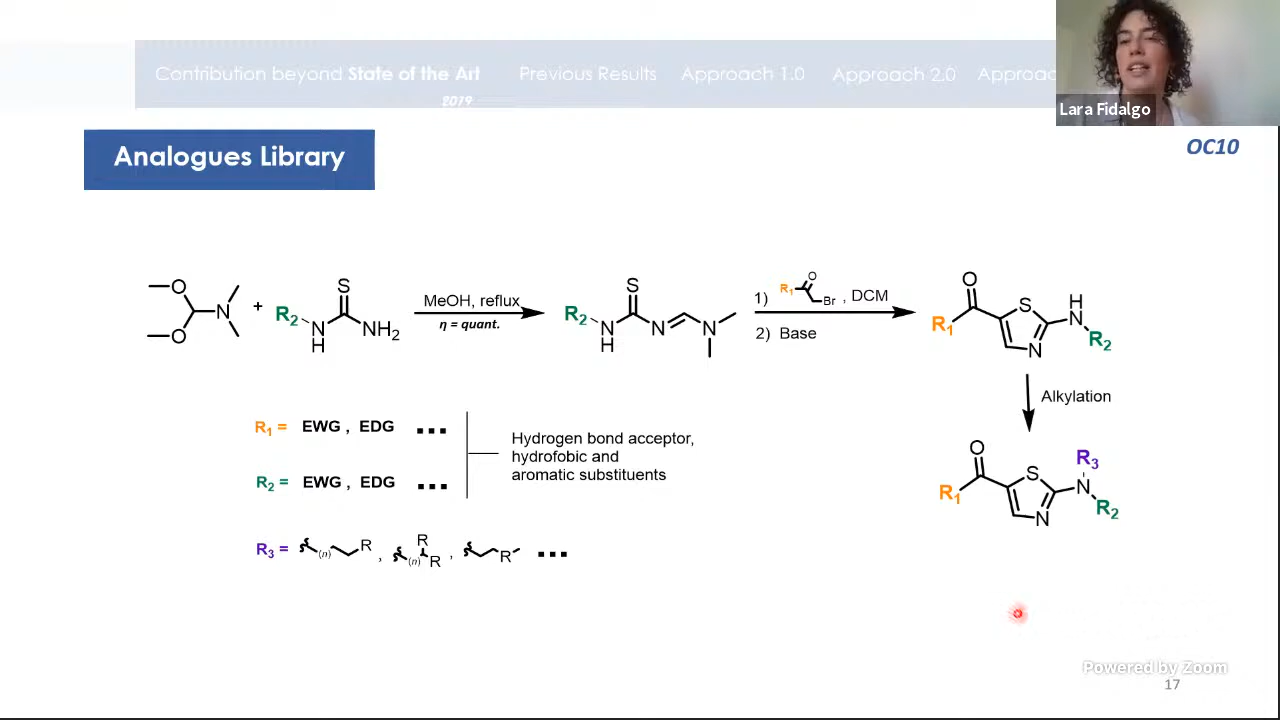 Contribution beyond State of the Art
2019
Previous Results
Approach 1.0
Approach 2.0
Approac
Lara Fidalgo
OC10
Analogues Library
O
O
N
+
R2
N
H
S
NH2
MeOH, reflux
η = quant.
R2
N
H
S
N
N
1) R1 O Br , DCM
2) Base
O
R1
S
N
H
N
R2
Alkylation
O
R1
S
N
R3
N
R2
R1 = EWG , EDG ...
R2 = EWG , EDG ...
Hydrogen bond acceptor,
hydrofobic and
aromatic substituents
R3 = (n) R , (n) R R , R ...
Powered by Zoom
17